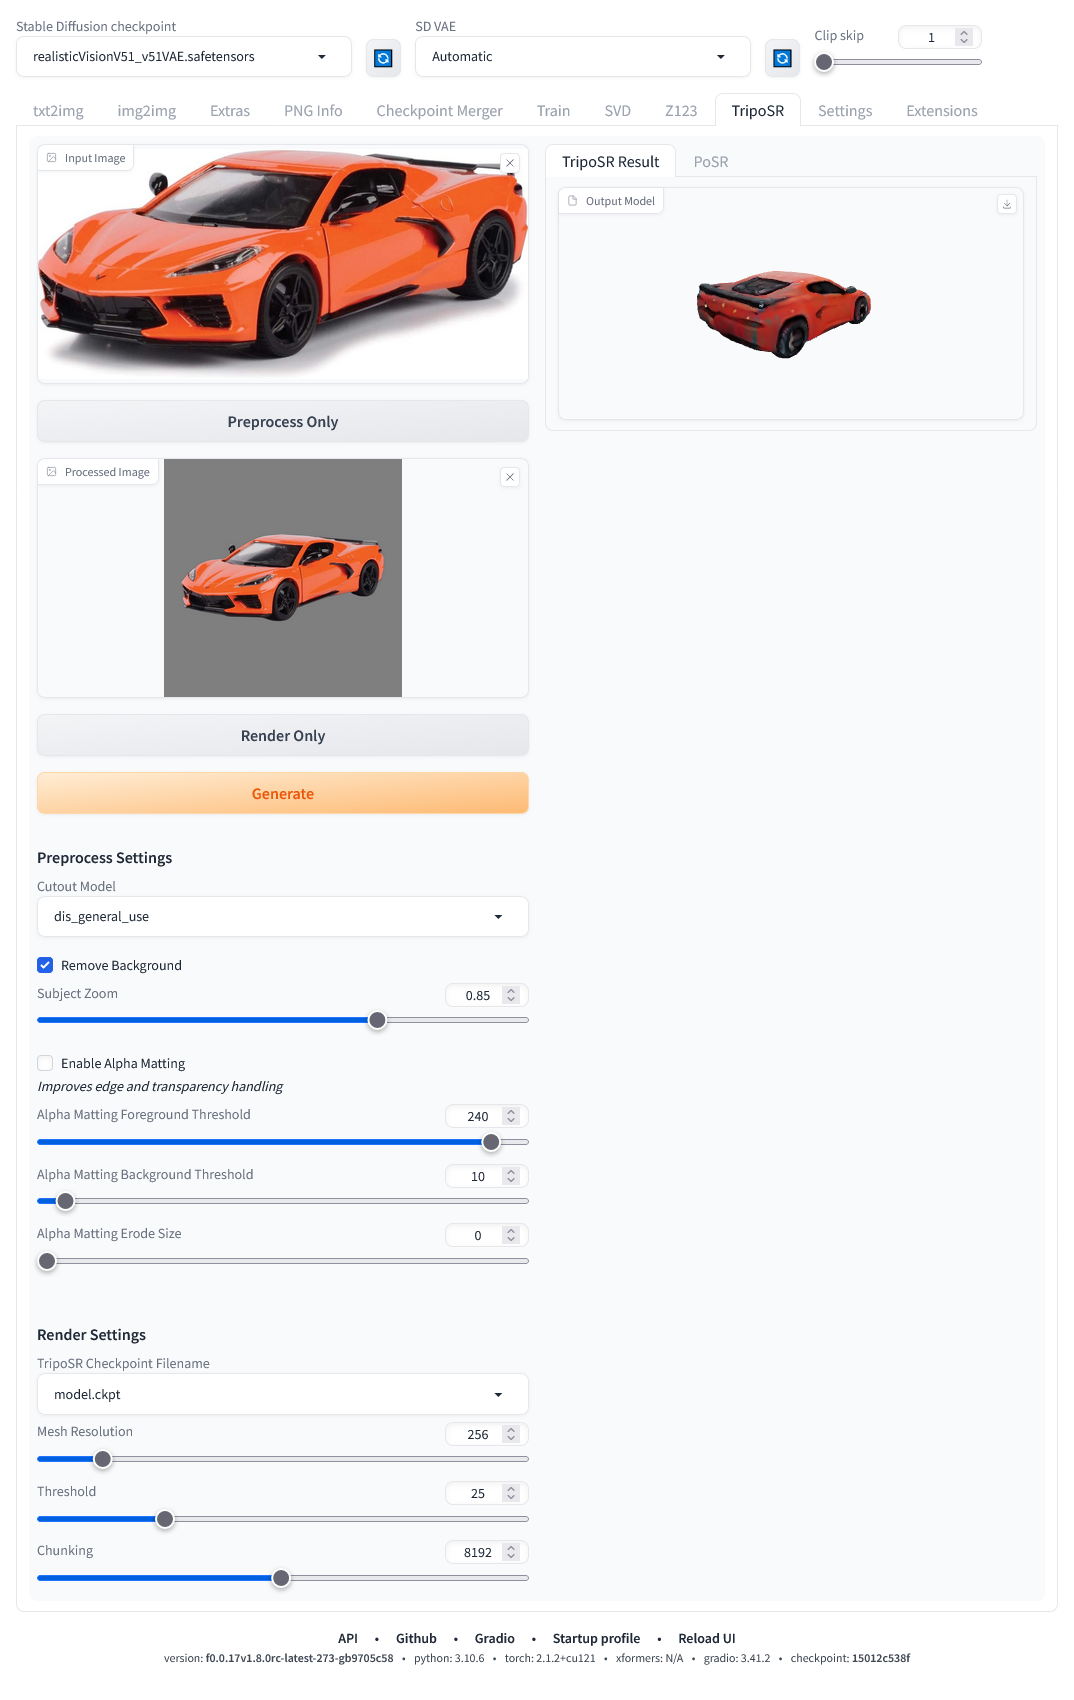 Stable Diffusion checkpoint
realisticVisionV51_v51VAE.safetensors
SD VAE
Automatic
Clip skip
1
txt2img
img2img
Extras
PNG Info
Checkpoint Merger
Train
SVD
Z123
TripoSR
Settings
Extensions
Input Image
Preprocess Only
Processed Image
Render Only
Generate
TripoSR Result
PoSR
Output Model
Preprocess Settings
Cutout Model
dis_general_use
Remove Background
Subject Zoom
0.85
Enable Alpha Matting
Improves edge and transparency handling
Alpha Matting Foreground Threshold
240
Alpha Matting Background Threshold
10
Alpha Matting Erode Size
0
Render Settings
TripoSR Checkpoint Filename
model.ckpt
Mesh Resolution
256
Threshold
25
Chunking
8192
API • Github • Gradio • Startup profile • Reload UI
version: f0.0.17v1.8.0rc-latest-273-gb9705c58 • python: 3.10.6 • torch: 2.1.2+cu121 • xformers: N/A • gradio: 3.41.2 • checkpoint: 15012c538f